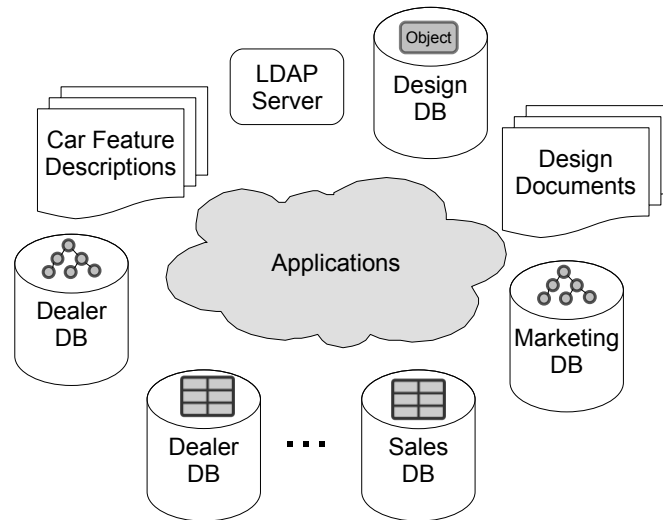 Object
LDAP
Server
Design
DB
Car Feature
Descriptions
Design
Documents
Applications
Dealer
DB
Marketing
DB
Dealer
DB
...
Sales
DB